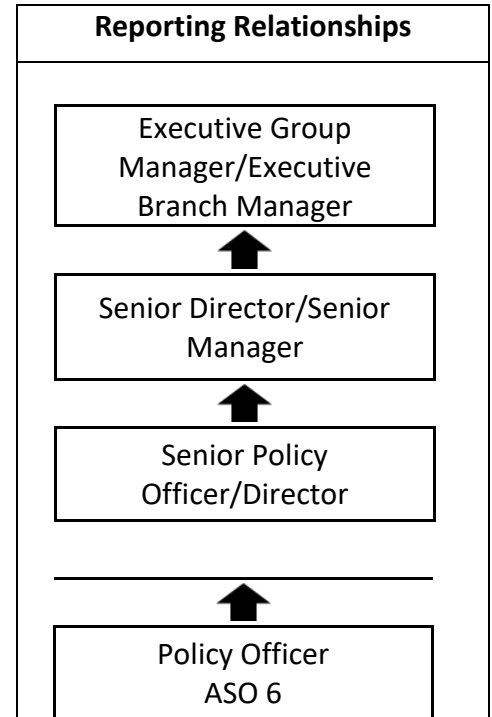 Reporting Relationships
Executive Group
Manager/Executive
Branch Manager
Senior Director/Senior
Manager
Senior Policy
Officer/Director
Policy Officer
ASO 6